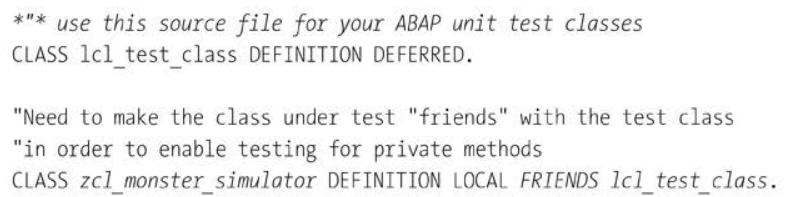 *"* use this source file for your ABAP unit test classes
CLASS lcl_test_class DEFINITION DEFERRED.
"Need to make the class under test "friends" with the test class
"in order to enable testing for private methods
CLASS zcl_monster_simulator DEFINITION LOCAL FRIENDS lcl_test_class.